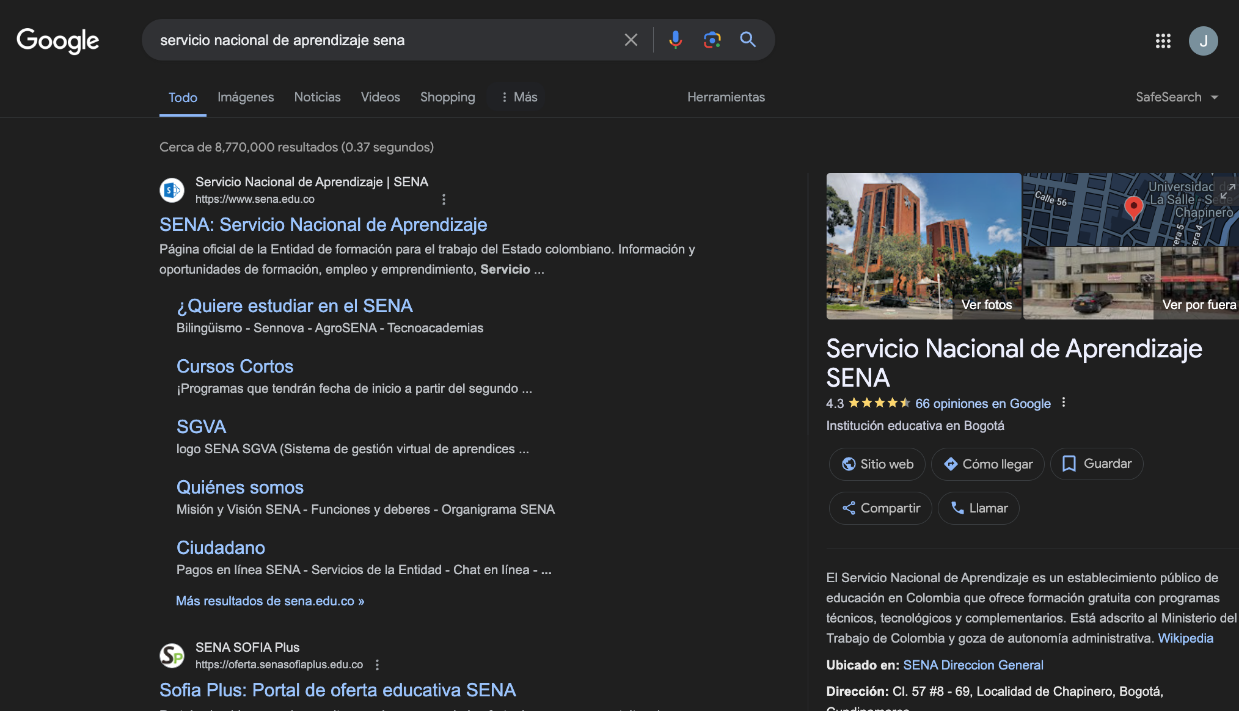 Google
servicio nacional de aprendizaje sena
J
Todo
Imágenes
Noticias
Videos
Shopping
Más
Herramientas
SafeSearch
Cerca de 8,770,000 resultados (0.37 segundos)
Servicio Nacional de Aprendizaje | SENA
https://www.sena.edu.co
SENA: Servicio Nacional de Aprendizaje
Página oficial de la Entidad de formación para el trabajo del Estado colombiano. Información y
oportunidades de formación, empleo y emprendimiento, Servicio ...
¿Quiere estudiar en el SENA
Bilingüismo - Sennova - AgroSENA - Tecnoacademias
Cursos Cortos
¡Programas que tendrán fecha de inicio a partir del segundo ...
SGVA
logo SENA SGVA (Sistema de gestión virtual de aprendices ...
Quiénes somos
Misión y Visión SENA - Funciones y deberes - Organigrama SENA
Ciudadano
Pagos en línea SENA - Servicios de la Entidad - Chat en línea - ...
Más resultados de sena.edu.co »
SENA SOFIA Plus
https://oferta.senasofiaplus.edu.co
Sofia Plus: Portal de oferta educativa SENA
Ver fotos
Calle 56
Universidad de
La Salle - Se
Chapinero
Ver por fuera
Servicio Nacional de Aprendizaje
SENA
4.3
66 opiniones en Google
Institución educativa en Bogotá
Sitio web
Cómo llegar
Guardar
Compartir
Llamar
El Servicio Nacional de Aprendizaje es un establecimiento público de
educación en Colombia que ofrece formación gratuita con programas
técnicos, tecnológicos y complementarios. Está adscrito al Ministerio del
Trabajo de Colombia y goza de autonomía administrativa. Wikipedia
Ubicado en: SENA Direccion General
Dirección: Cl. 57 #8 - 69, Localidad de Chapinero, Bogotá,